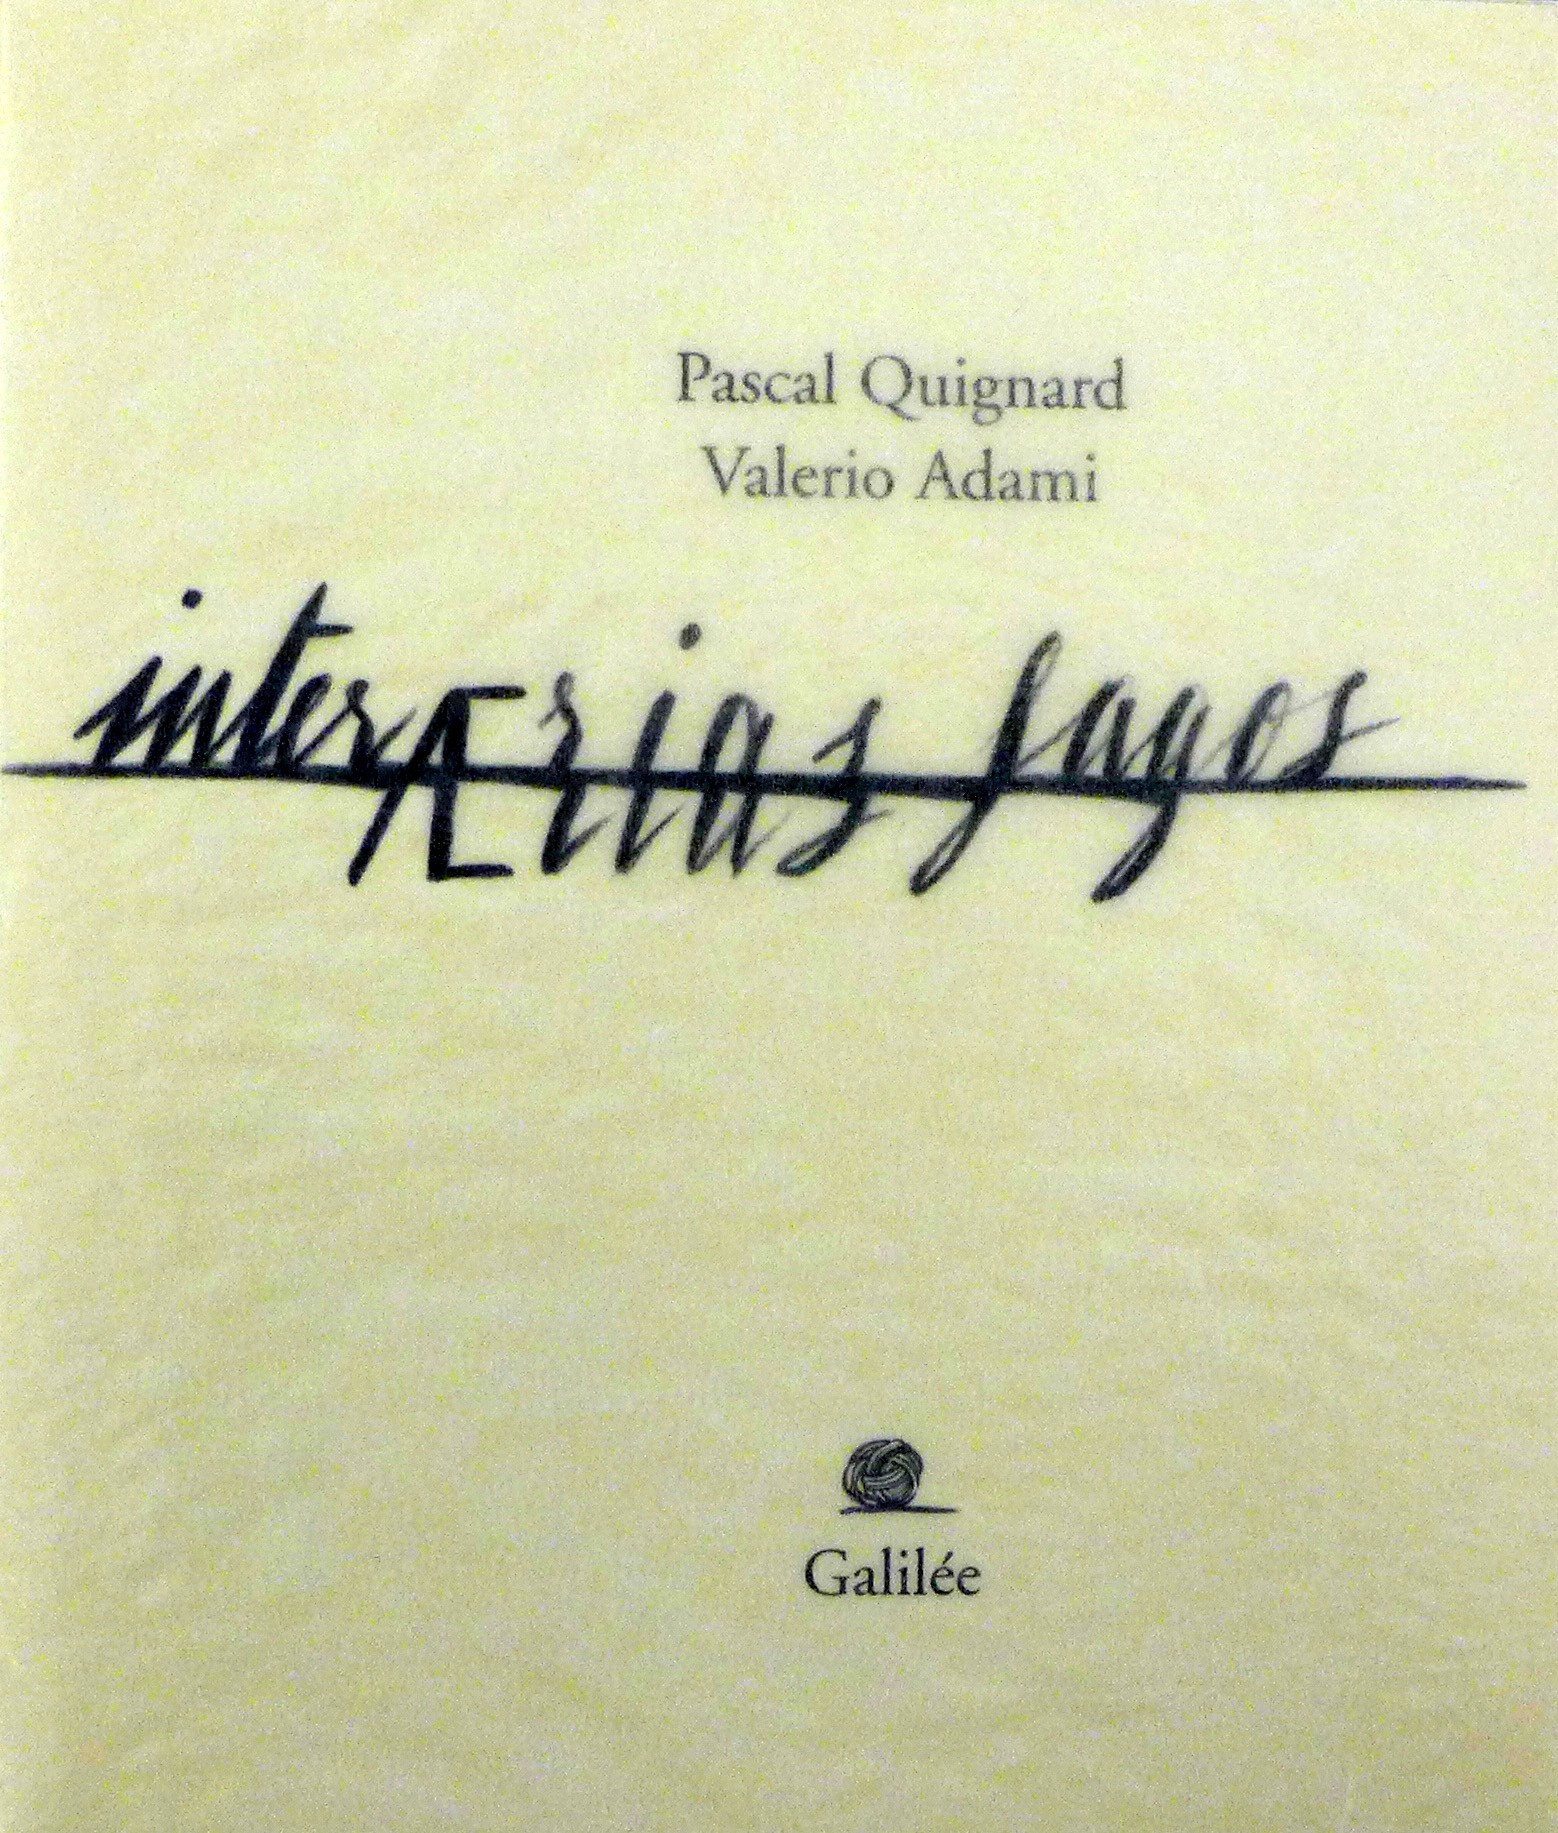 Pascal Quignard
Valerio Adami
inter Ærias fagos
Galilée